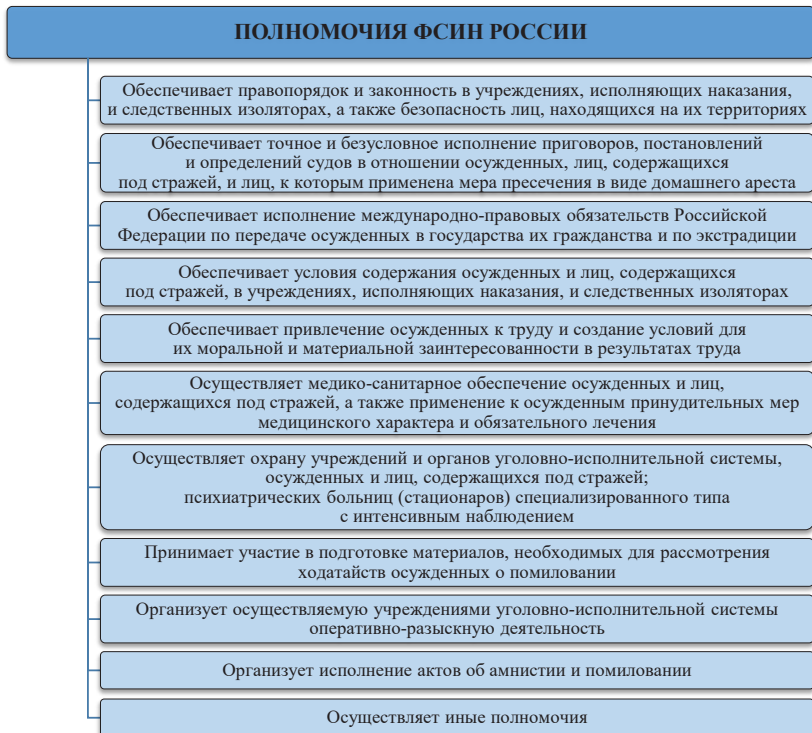 ПОЛНОМОЧИЯ ФСИН РОССИИ
Обеспечивает правопорядок и законность в учреждениях, исполняющих наказания,
и следственных изоляторах, а также безопасность лиц, находящихся на их территориях
Обеспечивает точное и безусловное исполнение приговоров, постановлений
и определений судов в отношении осужденных, лиц, содержащихся
под стражей, и лиц, к которым применена мера пресечения в виде домашнего ареста
Обеспечивает исполнение международно-правовых обязательств Российской
Федерации по передаче осужденных в государства их гражданства и по экстрадиции
Обеспечивает условия содержания осужденных и лиц, содержащихся
под стражей, в учреждениях, исполняющих наказания, и следственных изоляторах
Обеспечивает привлечение осужденных к труду и создание условий для
их моральной и материальной заинтересованности в результатах труда
Осуществляет медико-санитарное обеспечение осужденных и лиц,
содержащихся под стражей, а также применение к осужденным принудительных мер
медицинского характера и обязательного лечения
Осуществляет охрану учреждений и органов уголовно-исполнительной системы,
осужденных и лиц, содержащихся под стражей;
психиатрических больниц (стационаров) специализированного типа
с интенсивным наблюдением
Принимает участие в подготовке материалов, необходимых для рассмотрения
ходатайств осужденных о помиловании
Организует осуществляемую учреждениями уголовно-исполнительной системы
оперативно-разыскную деятельность
Организует исполнение актов об амнистии и помиловании
Осуществляет иные полномочия